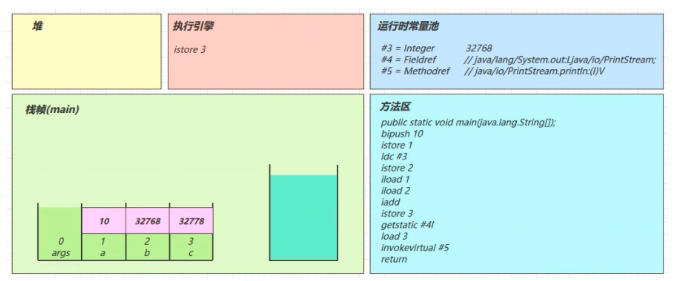 堆
执行引擎
istore 3
运行时常量池
#3 = Integer 32768
#4 = Fieldref // java/lang/System.out:Ljava/io/PrintStream;
#5 = Methodref // java/io/PrintStream.println:(I)V
栈帧(main)
10 32768 32778
0 1 2 3
args a b c
方法区
public static void main(java.lang.String[]);
bipush 10
istore 1
ldc #3
istore 2
iload 1
iload 2
iadd
istore 3
getstatic #4I
load 3
invokevirtual #5
return